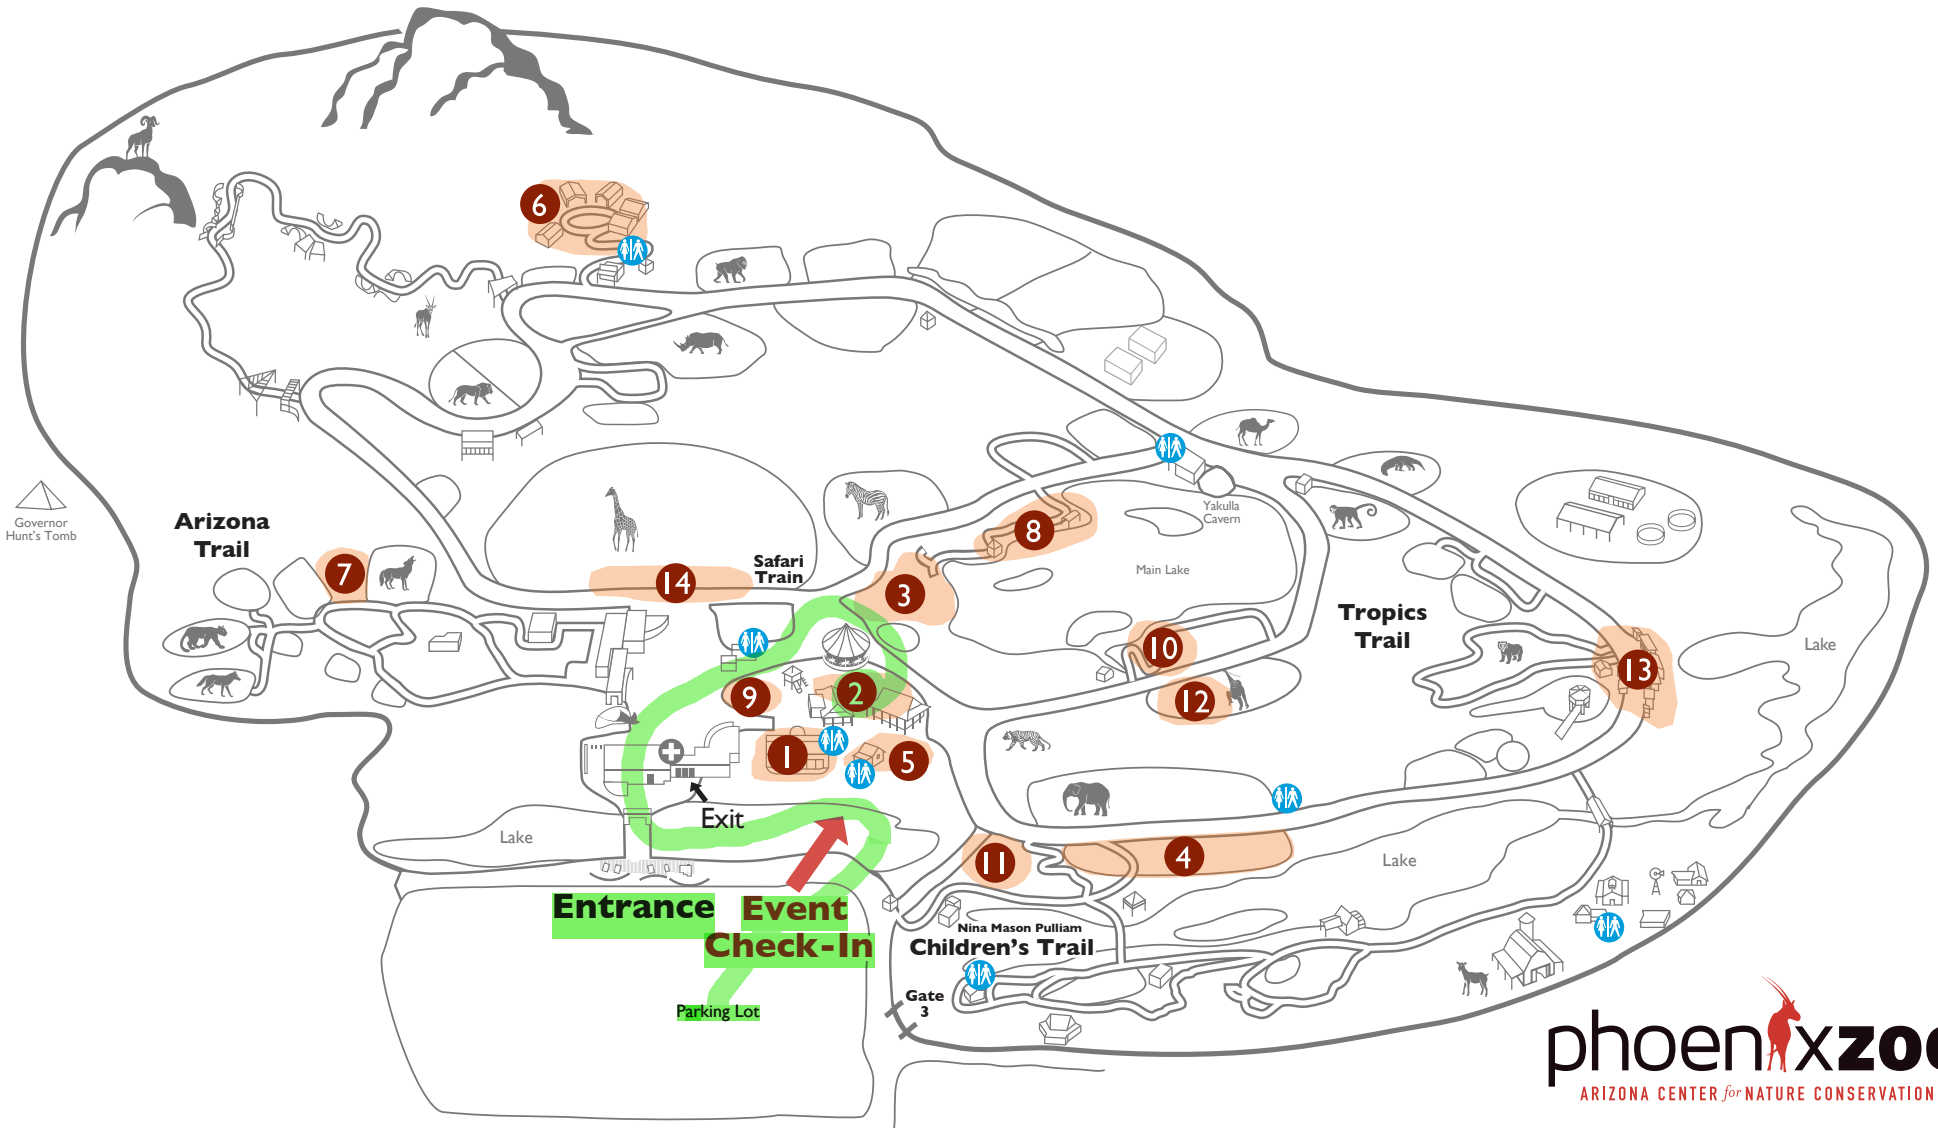 6
Governor
Hunt's Tomb
Arizona
Trail
7
14
Safari
Train
3
8
Yakulla
Cavern
Main Lake
10
12
Tropics
Trail
13
Lake
9
2
1
5
Exit
Lake
11
4
Lake
Entrance
Event
Check-In
Parking Lot
Nina Mason Pulliam
Children's Trail
Gate
3
phoenixzoo
ARIZONA CENTER for NATURE CONSERVATION